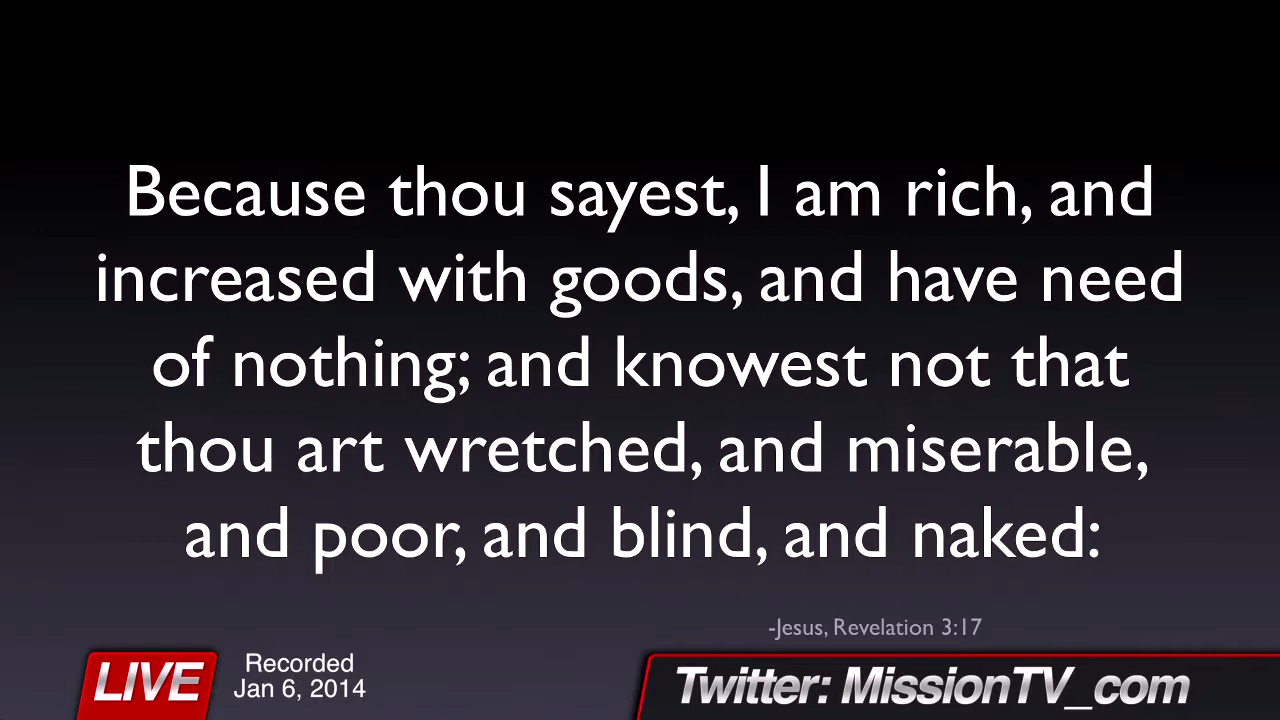 Because thou sayest, I am rich, and
increased with goods, and have need
of nothing; and knowest not that
thou art wretched, and miserable,
and poor, and blind, and naked:
-Jesus, Revelation 3:17
LIVE
Recorded
Jan 6, 2014
Twitter: MissionTV_com